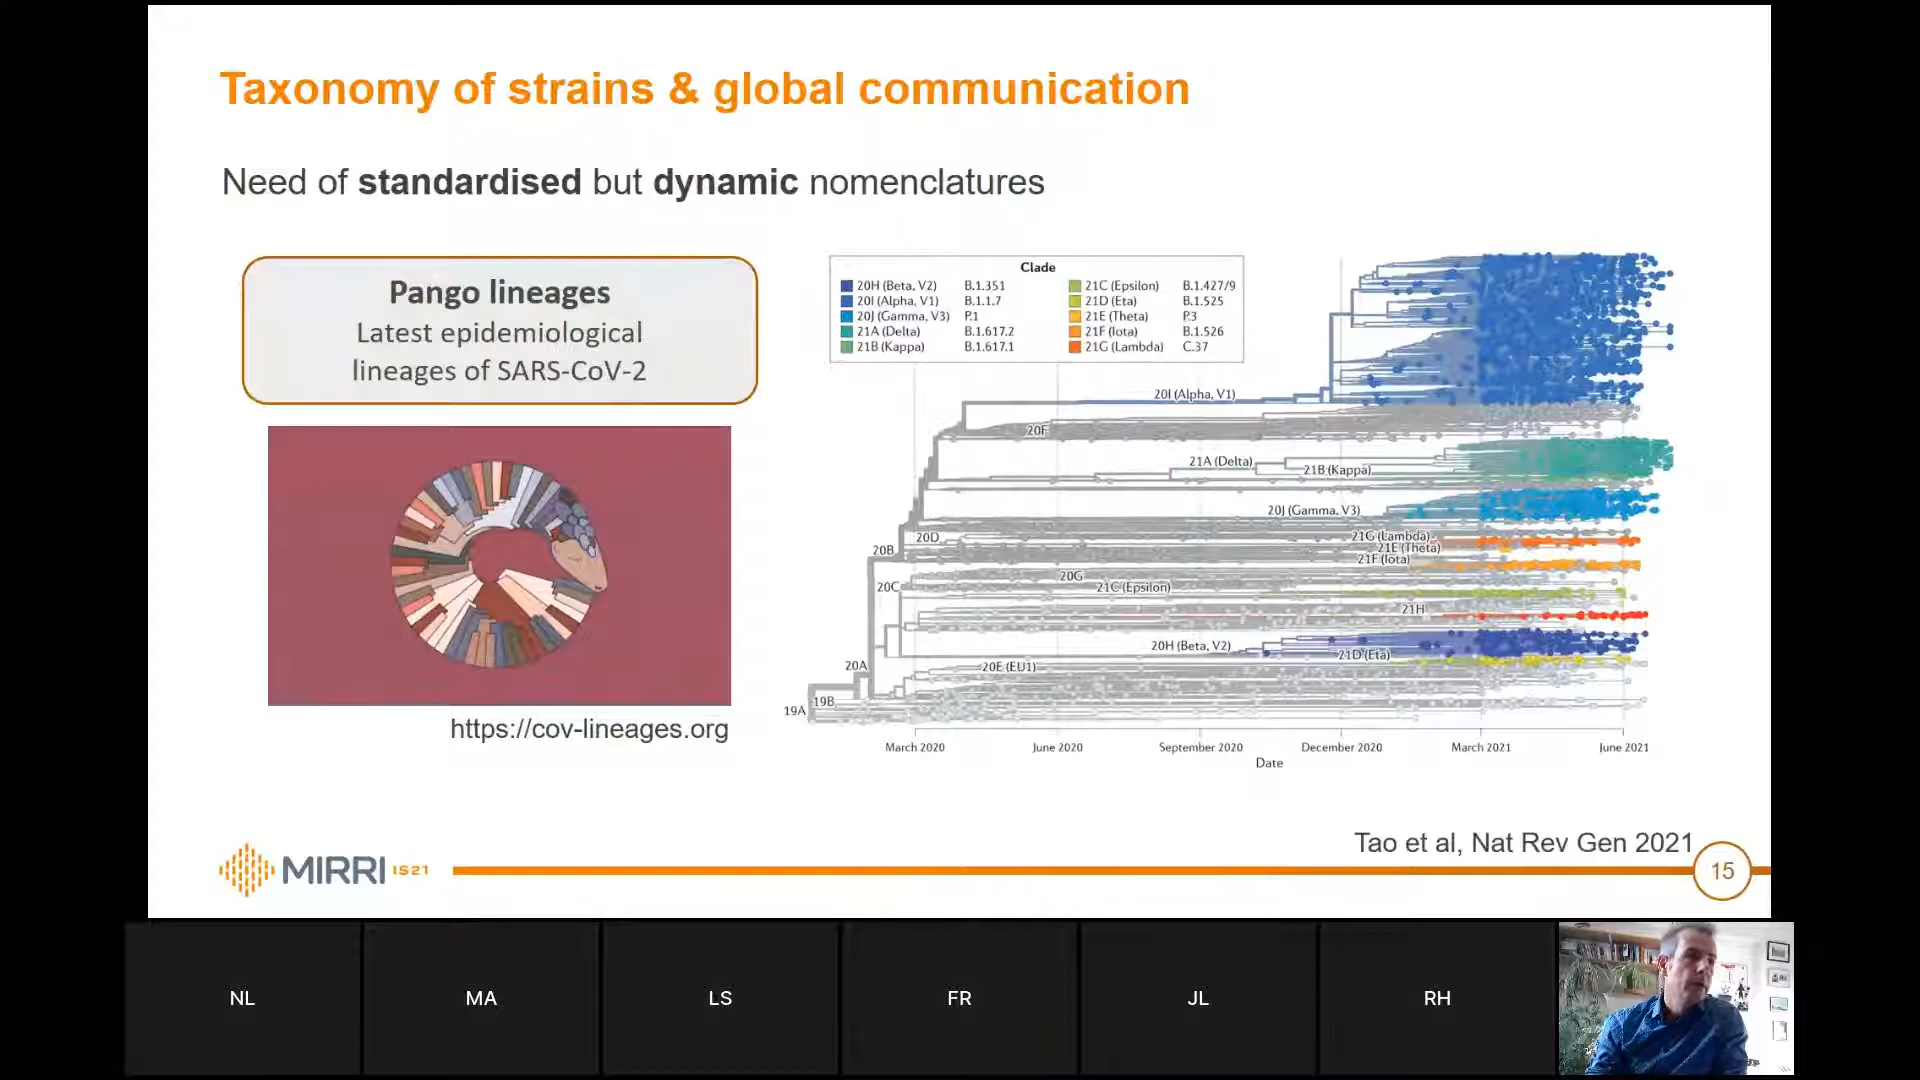 Taxonomy of strains & global communication
Need of standardised but dynamic nomenclatures
Pango lineages
Latest epidemiological
lineages of SARS-CoV-2
https://cov-lineages.org
Clade
20H (Beta, V2) B.1.351
20I (Alpha, V1) B.1.1.7
20J (Gamma, V3) P.1
21A (Delta) B.1.617.2
21B (Kappa) B.1.617.1
21C (Epsilon) B.1.427/9
21D (Eta) B.1.525
21E (Theta) P.3
21F (Iota) B.1.526
21G (Lambda) C.37
20I (Alpha, V1)
20F
21A (Delta)
21B (Kappa)
20J (Gamma, V3)
20D
21G (Lambda)
20B
21E (Theta)
21F (Iota)
20G
20C
21C (Epsilon)
21H
20H (Beta, V2)
21D (Eta)
20A
20E (EU1)
19B
19A
March 2020 June 2020 September 2020 December 2020 March 2021 June 2021
Date
Tao et al, Nat Rev Gen 2021
MIRRI IS21
15
NL MA LS FR JL RH